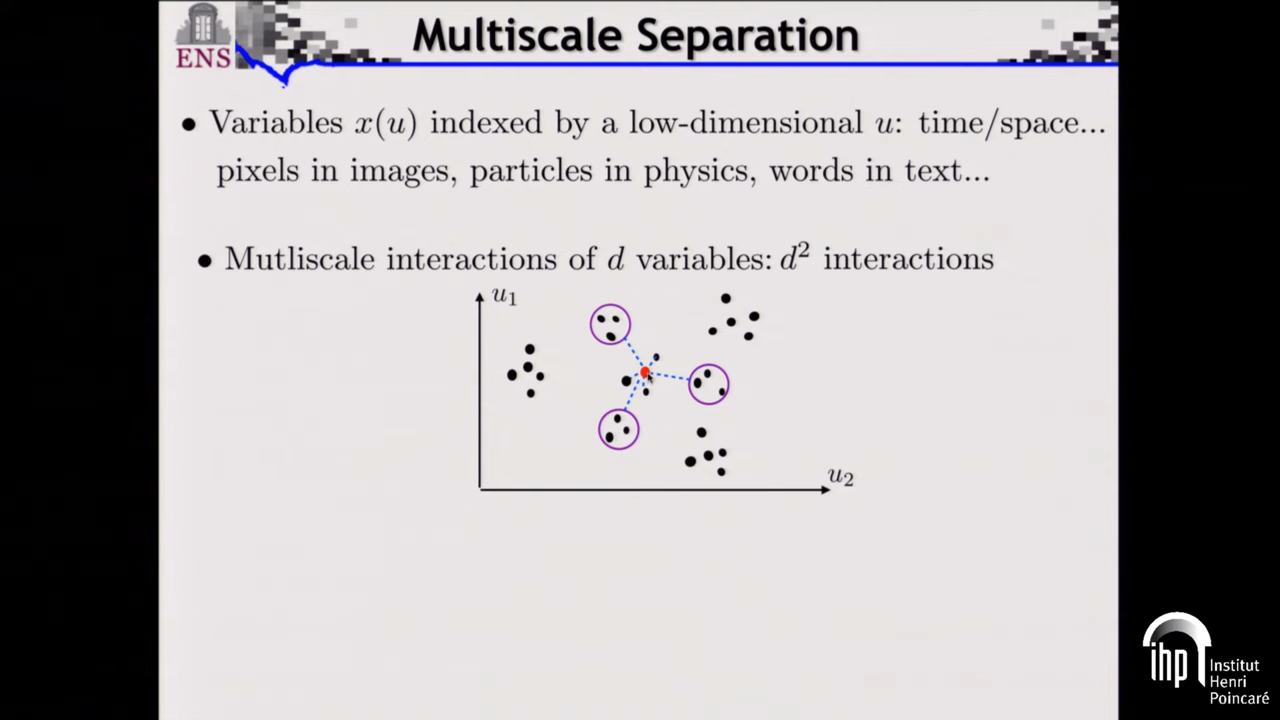 ENS
Multiscale Separation
• Variables x(u) indexed by a low-dimensional u: time/space...
pixels in images, particles in physics, words in text...
• Mutliscale interactions of d variables: d² interactions
u₁
u₂
ihp
Institut
Henri
Poincaré